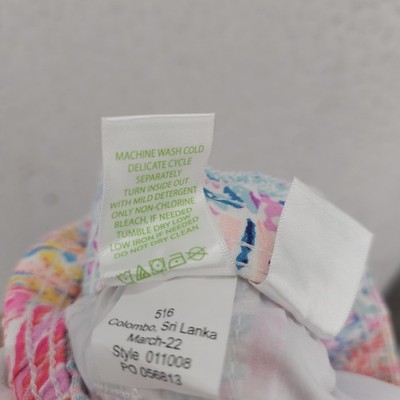 MACHINE WASH COLD
DELICATE CYCLE
SEPARATELY
TURN INSIDE OUT
WITH MILD DETERGENT
ONLY NON-CHLORINE
BLEACH, IF NEEDED
TUMBLE DRY LOW
LOW IRON IF NEEDED
DO NOT DRY CLEAN
516
Colombo, Sri Lanka
March-22
Style 011008
PO 056813